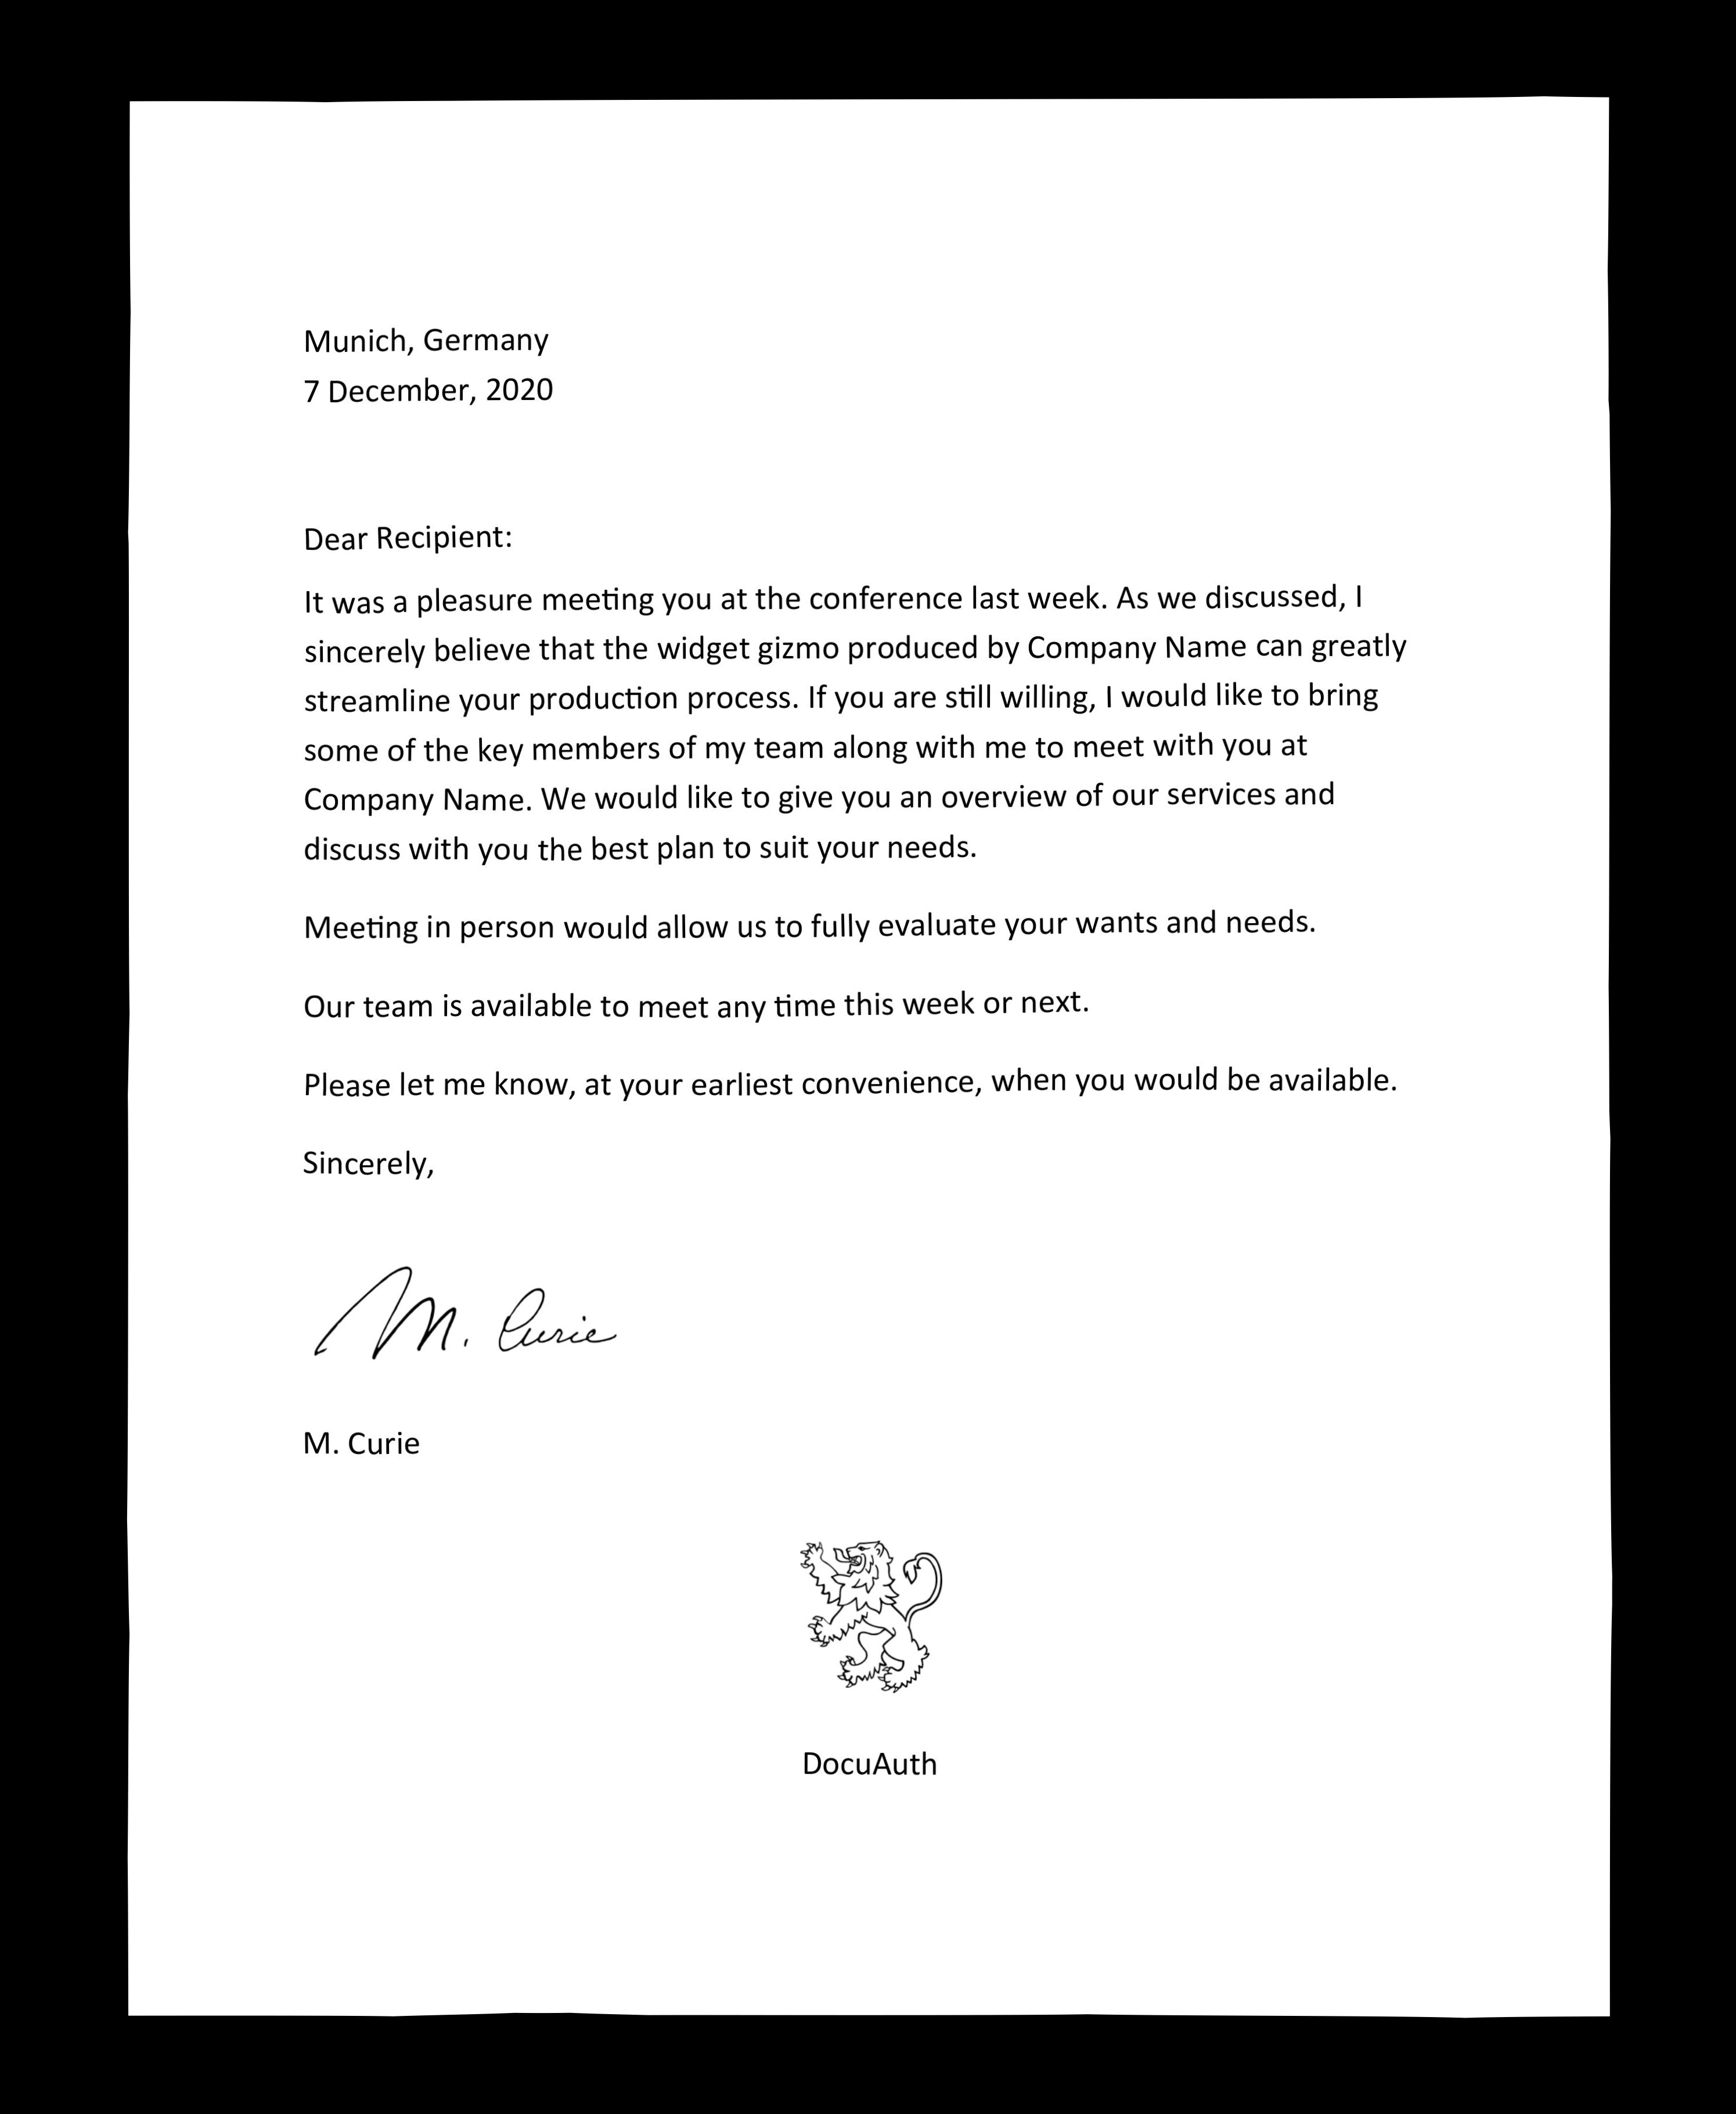 Munich, Germany
7 December, 2020
Dear Recipient:
It was a pleasure meeting you at the conference last week. As we discussed, I
sincerely believe that the widget gizmo produced by Company Name can greatly
streamline your production process. If you are still willing, I would like to bring
some of the key members of my team along with me to meet with you at
Company Name. We would like to give you an overview of our services and
discuss with you the best plan to suit your needs.
Meeting in person would allow us to fully evaluate your wants and needs.
Our team is available to meet any time this week or next.
Please let me know, at your earliest convenience, when you would be available.
Sincerely,
M. Curie
M. Curie
DocuAuth